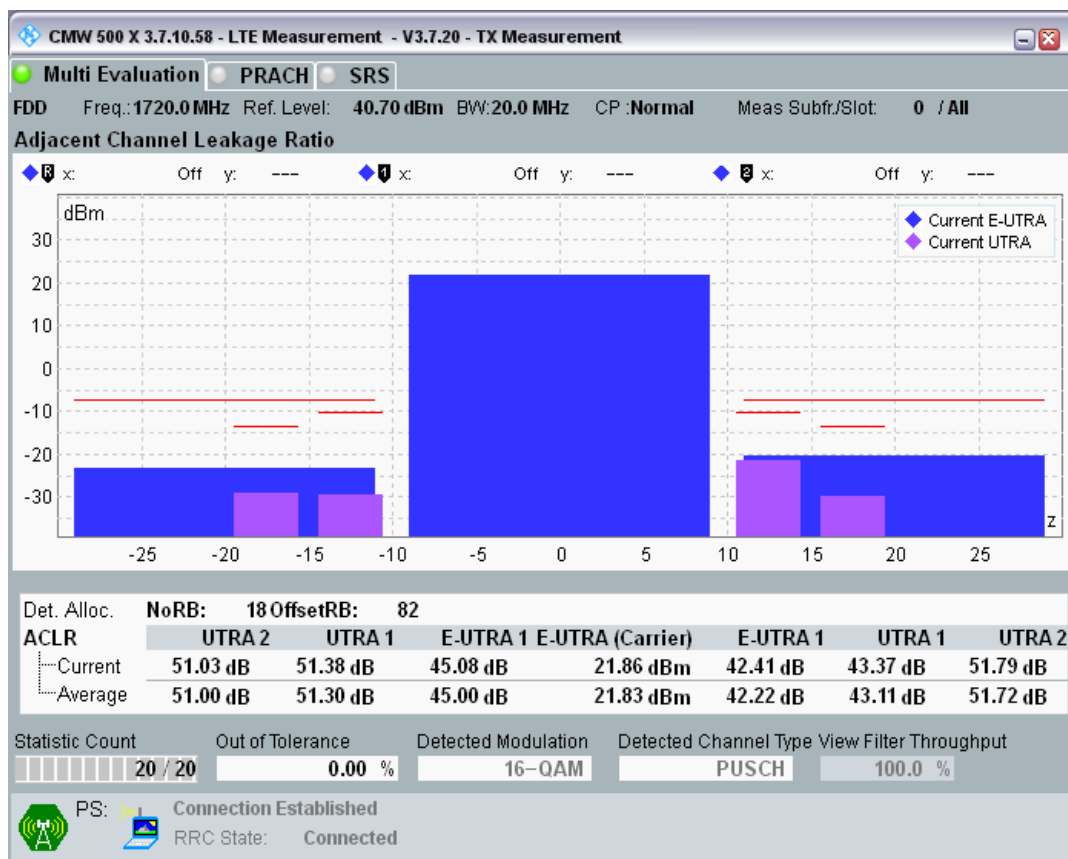 CMW 500 X 3.7.10.58 - LTE Measurement - V3.7.20 - TX Measurement
Multi Evaluation PRACH SRS
FDD Freq.:1720.0 MHz Ref. Level: 40.70 dBm BW:20.0 MHz CP :Normal Meas Subfr./Slot: 0 / All
Adjacent Channel Leakage Ratio
R x: Off y: --- 1 x: Off y: --- 2 x: Off y: ---
dBm
Current E-UTRA
Current UTRA
30
20
10
0
-10
-20
-30
z
-25 -20 -15 -10 -5 0 5 10 15 20 25
Det. Alloc. NoRB: 18 OffsetRB: 82
ACLR UTRA 2 UTRA 1 E-UTRA 1 E-UTRA (Carrier) E-UTRA 1 UTRA 1 UTRA 2
Current 51.03 dB 51.38 dB 45.08 dB 21.86 dBm 42.41 dB 43.37 dB 51.79 dB
Average 51.00 dB 51.30 dB 45.00 dB 21.83 dBm 42.22 dB 43.11 dB 51.72 dB
Statistic Count Out of Tolerance Detected Modulation Detected Channel Type View Filter Throughput
20 / 20 0.00 % 16-QAM PUSCH 100.0 %
PS: Connection Established
RRC State: Connected